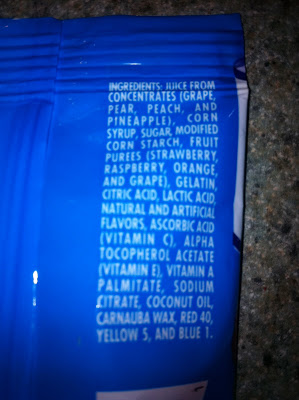 INGREDIENTS: JUICE FROM
CONCENTRATES (GRAPE,
PEAR, PEACH, AND
PINEAPPLE), CORN
SYRUP, SUGAR, MODIFIED
CORN STARCH, FRUIT
PUREES (STRAWBERRY,
RASPBERRY, ORANGE,
AND GRAPE), GELATIN,
CITRIC ACID, LACTIC ACID,
NATURAL AND ARTIFICIAL
FLAVORS, ASCORBIC ACID
(VITAMIN C), ALPHA
TOCOPHEROL ACETATE
(VITAMIN E), VITAMIN A
PALMITATE, SODIUM
CITRATE, COCONUT OIL,
CARNAUBA WAX, RED 40,
YELLOW 5, AND BLUE 1.